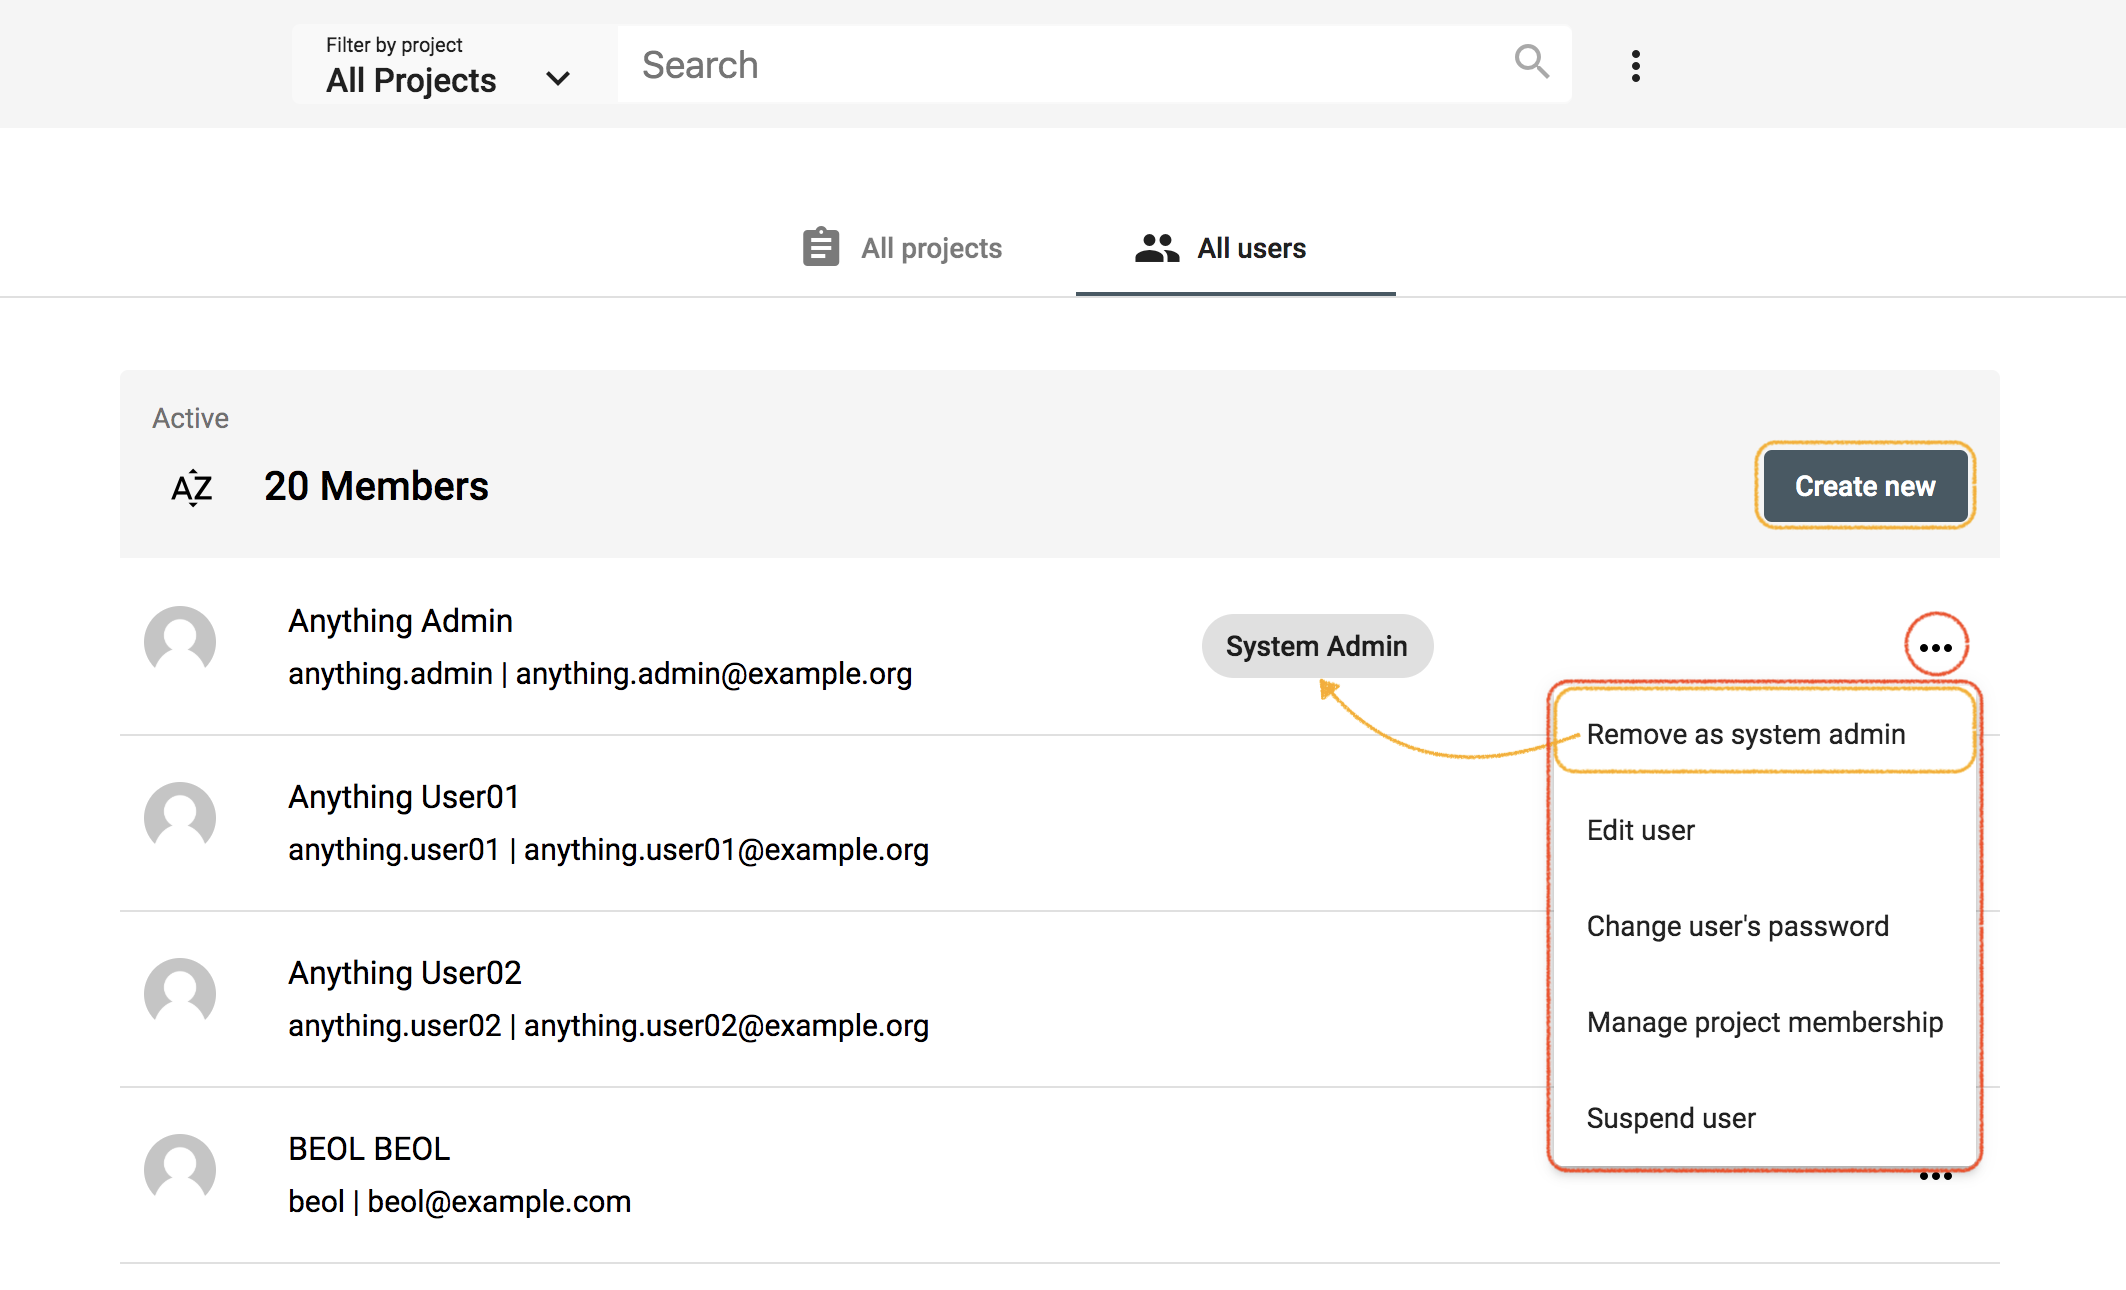 Filter by project
All Projects
Search
All projects
All users
Active
AZ
20 Members
Create new
Anything Admin
anything.admin | anything.admin@example.org
System Admin
Remove as system admin
Edit user
Change user's password
Manage project membership
Suspend user
Anything User01
anything.user01 | anything.user01@example.org
Anything User02
anything.user02 | anything.user02@example.org
BEOL BEOL
beol | beol@example.com